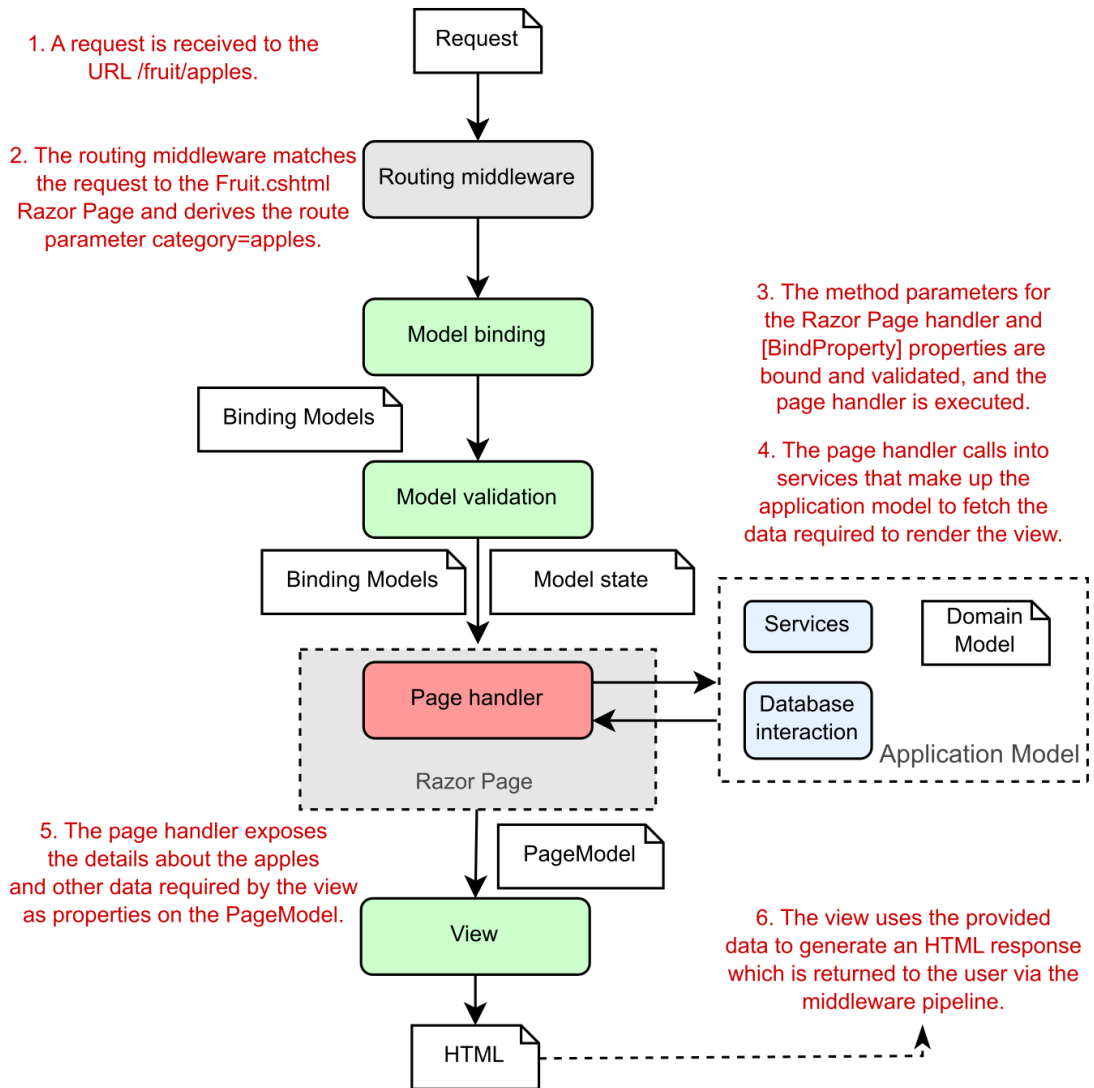 Request
1. A request is received to the
URL /fruit/apples.
2. The routing middleware matches
the request to the Fruit.cshtml
Razor Page and derives the route
parameter category=apples.
Routing middleware
Model binding
3. The method parameters for
the Razor Page handler and
[BindProperty] properties are
bound and validated, and the
page handler is executed.
Binding Models
Model validation
4. The page handler calls into
services that make up the
application model to fetch the
data required to render the view.
Binding Models
Model state
Services
Domain
Model
Page handler
Database
interaction
Application Model
Razor Page
5. The page handler exposes
the details about the apples
and other data required by the view
as properties on the PageModel.
PageModel
View
6. The view uses the provided
data to generate an HTML response
which is returned to the user via the
middleware pipeline.
HTML